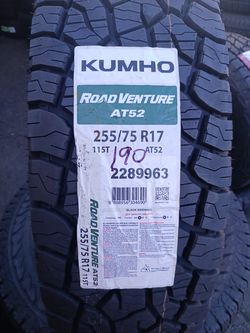 KUMHO
ROAD VENTURE
AT52
255/75 R17
115T AT52
190
2289963
ROAD VENTURE AT52
255/75 R17 115T